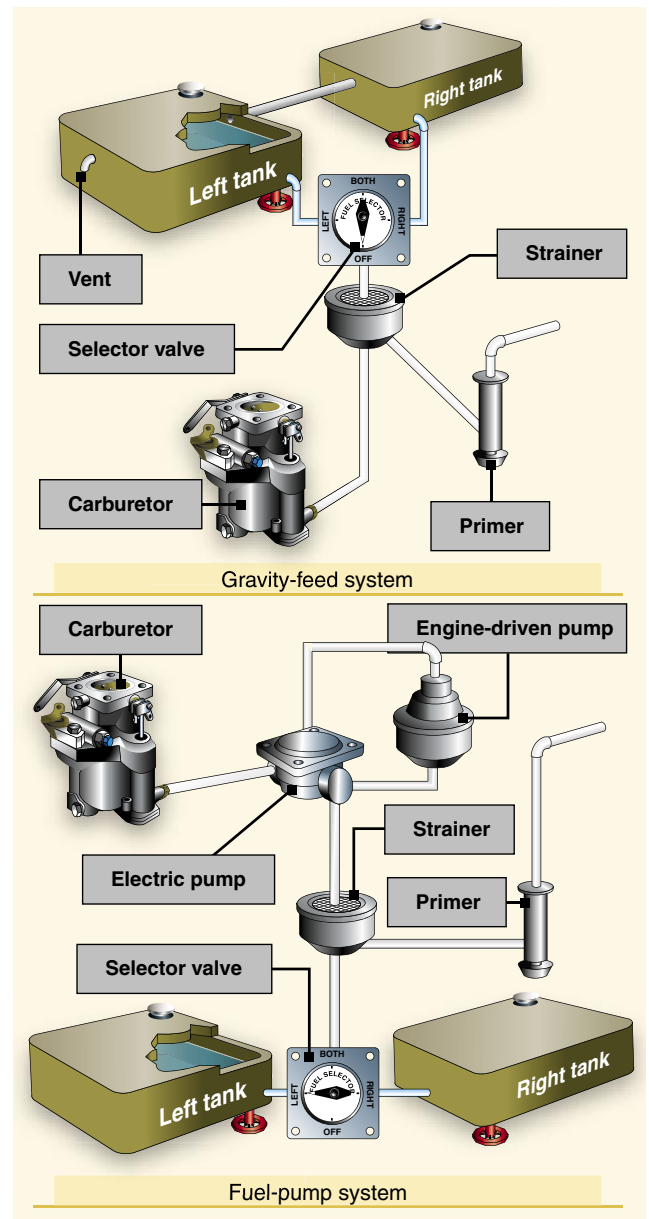 Right tank
Left tank
BOTH
LEFT
FUEL SELECTOR
RIGHT
OFF
Vent
Strainer
Selector valve
Carburetor
Primer
Gravity-feed system
Carburetor
Engine-driven pump
Strainer
Electric pump
Primer
Selector valve
Left tank
BOTH
LEFT
FUEL SELECTOR
RIGHT
OFF
Right tank
Fuel-pump system